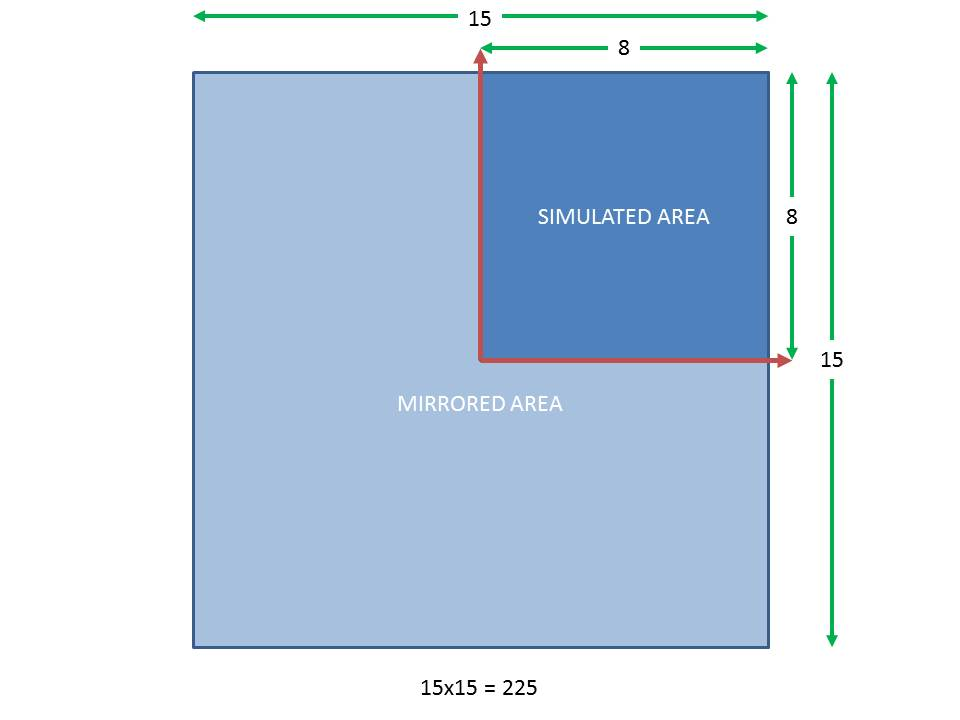 15
8
SIMULATED AREA
8
15
MIRRORED AREA
15x15 = 225